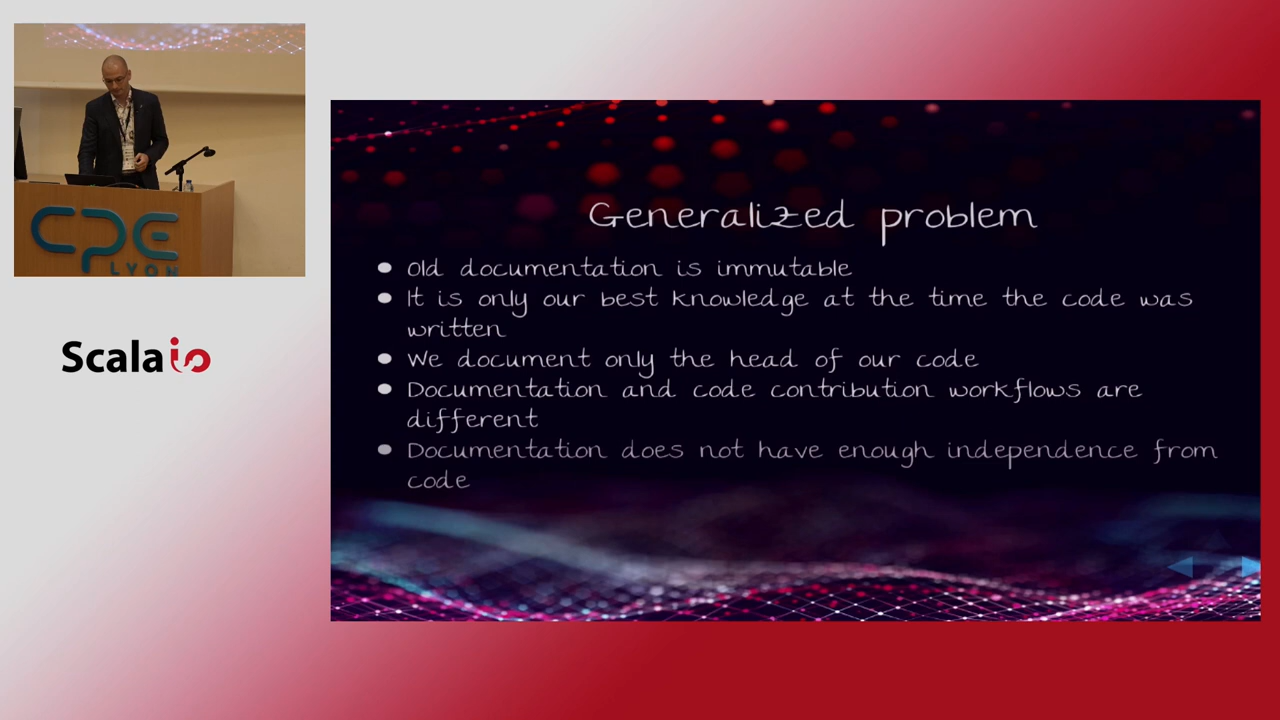 CPE
LYON
Scala io
Generalized problem
Old documentation is immutable
It is only our best knowledge at the time the code was
written
We document only the head of our code
Documentation and code contribution workflows are
different
Documentation does not have enough independence from
code